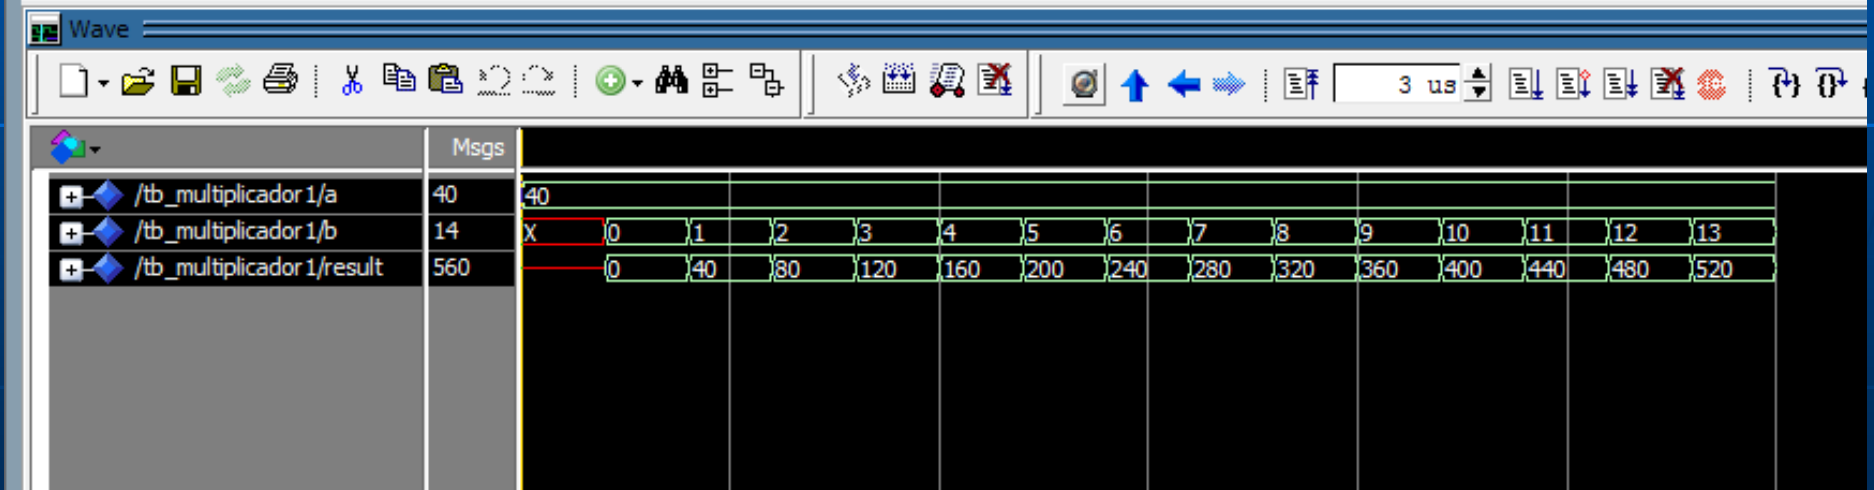 Wave
3 us
Msgs
/tb_multiplicador1/a 40 40
/tb_multiplicador1/b 14 X 0 1 2 3 4 5 6 7 8 9 10 11 12 13
/tb_multiplicador1/result 560 0 40 80 120 160 200 240 280 320 360 400 440 480 520